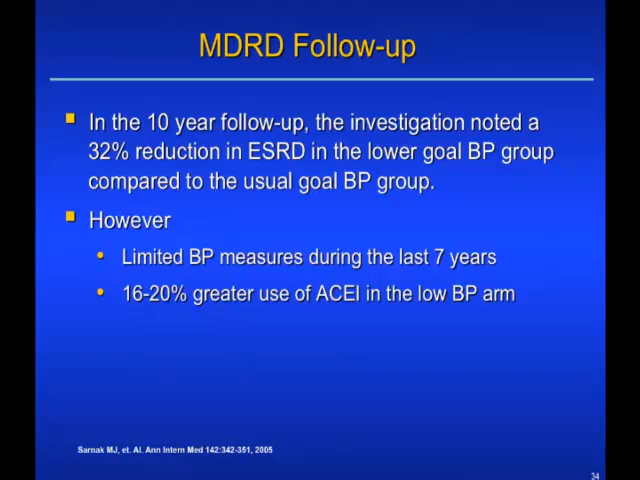 MDRD Follow-up
In the 10 year follow-up, the investigation noted a
32% reduction in ESRD in the lower goal BP group
compared to the usual goal BP group.
However
Limited BP measures during the last 7 years
16-20% greater use of ACEI in the low BP arm
Sarnak MJ, et. Al. Ann Intern Med 142:342-351, 2005
34